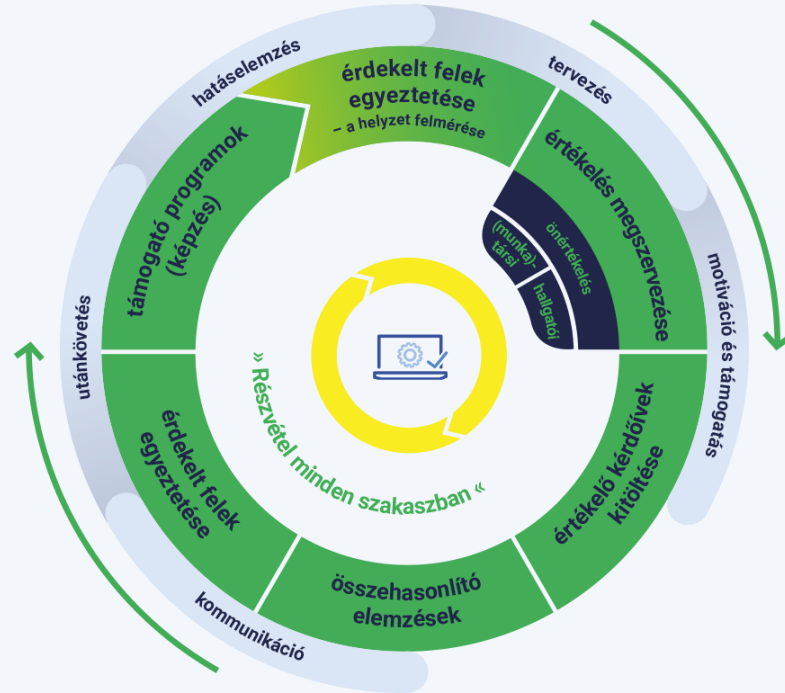 hatáselemzés
tervezés
motiváció és támogatás
kommunikáció
utánkövetés
érdekelt felek
egyeztetése
– a helyzet felmérése
értékelés megszervezése
önértékelés
(munka)-
társi
hallgatói
értékelő kérdőívek
kitöltése
összehasonlító
elemzések
érdekelt felek
egyeztetése
támogató programok
(képzés)
» Részvétel minden szakaszban «